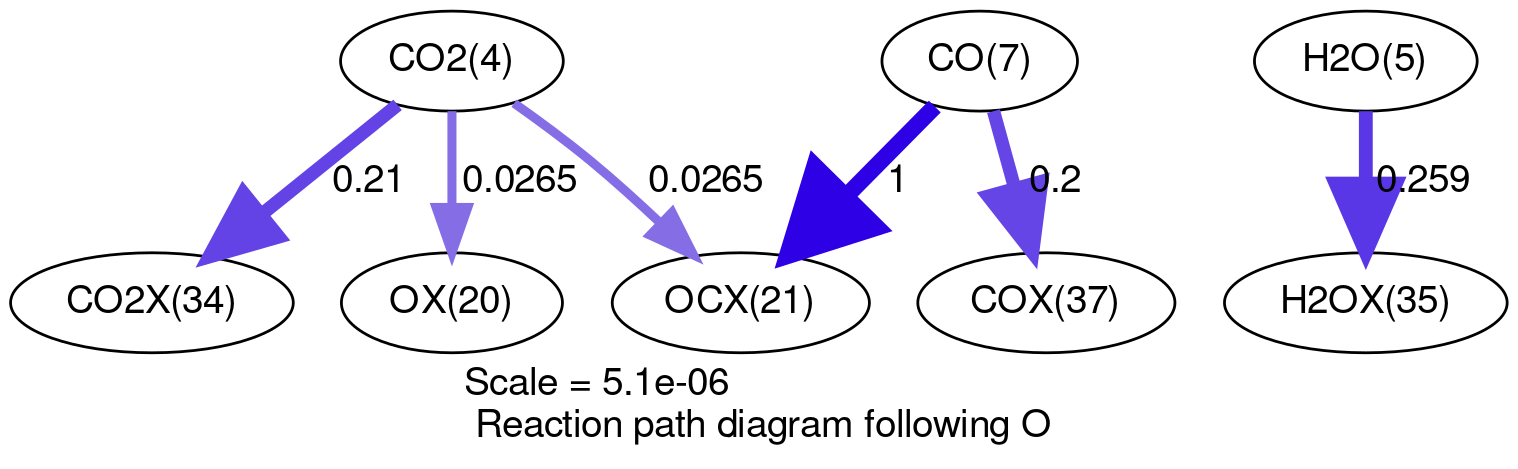 CO2(4)
CO(7)
H2O(5)
0.21
0.0265
0.0265
1
0.2
0.259
CO2X(34)
OX(20)
OCX(21)
COX(37)
H2OX(35)
Scale = 5.1e-06
Reaction path diagram following O